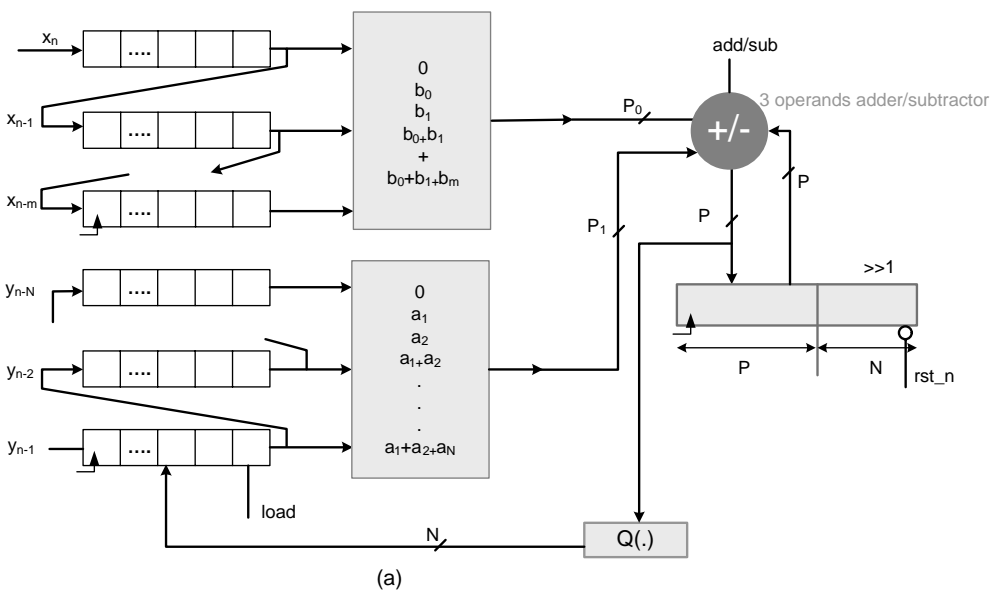 xn
....
xn-1
....
xn-m
....
0
b0
b1
b0+b1
+
b0+b1+bm
P0
add/sub
3 operands adder/subtractor
+/-
P
P
P1
>>1
P
N
rst_n
yn-N
....
yn-2
....
yn-1
....
load
0
a1
a2
a1+a2
.
.
.
a1+a2+aN
N
Q(.)
(a)